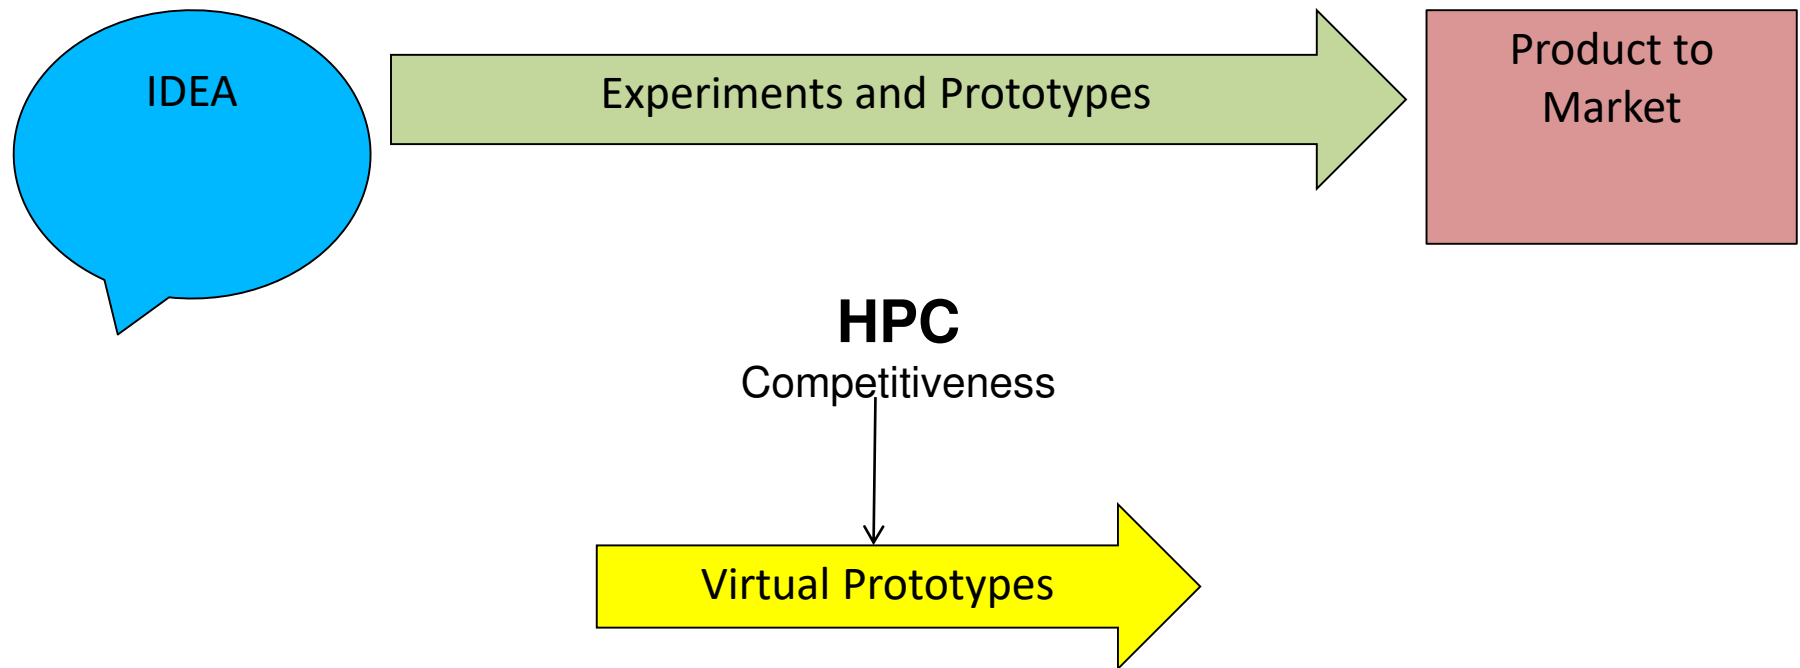 IDEA
Experiments and Prototypes
Product to
Market
HPC
Competitiveness
Virtual Prototypes